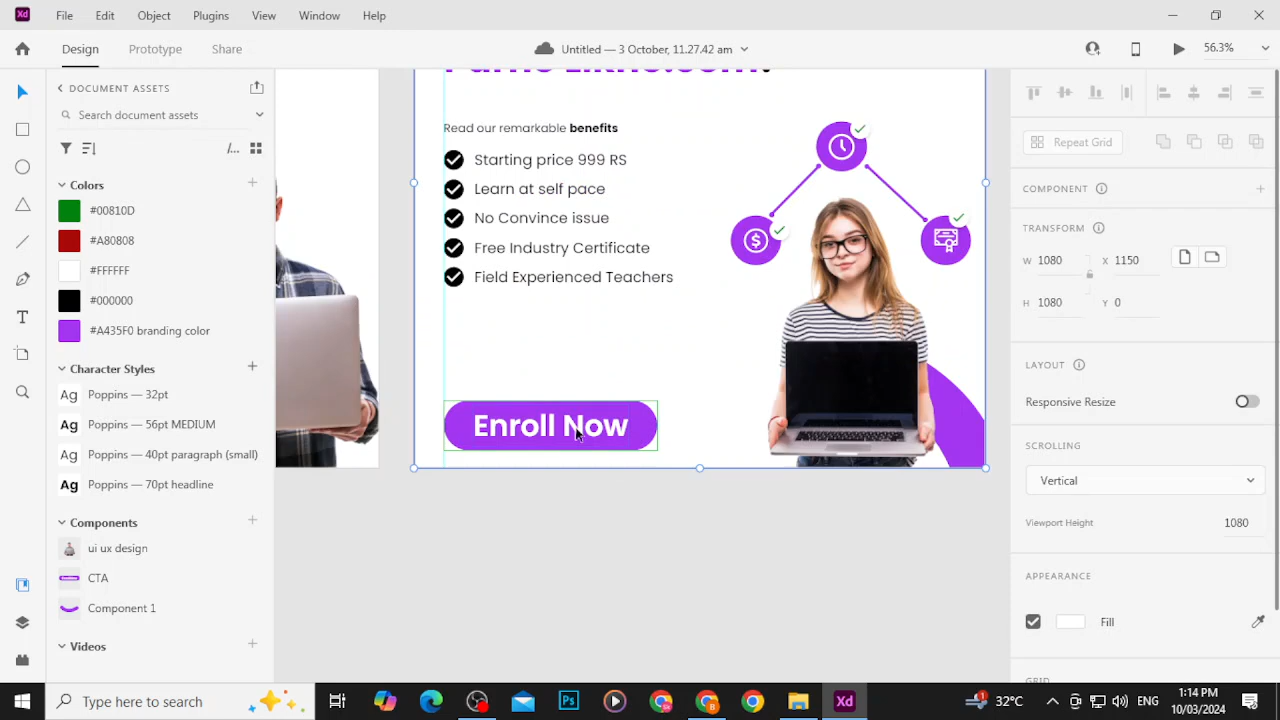 File Edit Object Plugins View Window Help
Design Prototype Share
Untitled — 3 October, 11.27.42 am
56.3%
DOCUMENT ASSETS
Search document assets
Colors
#00810D
#A80808
#FFFFFF
#000000
#A435F0 branding color
Character Styles
Ag Poppins — 32pt
Ag Poppins — 56pt MEDIUM
Ag Poppins — 40pt paragraph (small)
Ag Poppins — 70pt headline
Components
ui ux design
CTA
Component 1
Videos
Read our remarkable benefits
Starting price 999 RS
Learn at self pace
No Convince issue
Free Industry Certificate
Field Experienced Teachers
Enroll Now
Repeat Grid
COMPONENT
TRANSFORM
W 1080 X 1150
H 1080 Y 0
LAYOUT
Responsive Resize
SCROLLING
Vertical
Viewport Height 1080
APPEARANCE
Fill
Type here to search
32°C
ENG
1:14 PM
10/03/2024